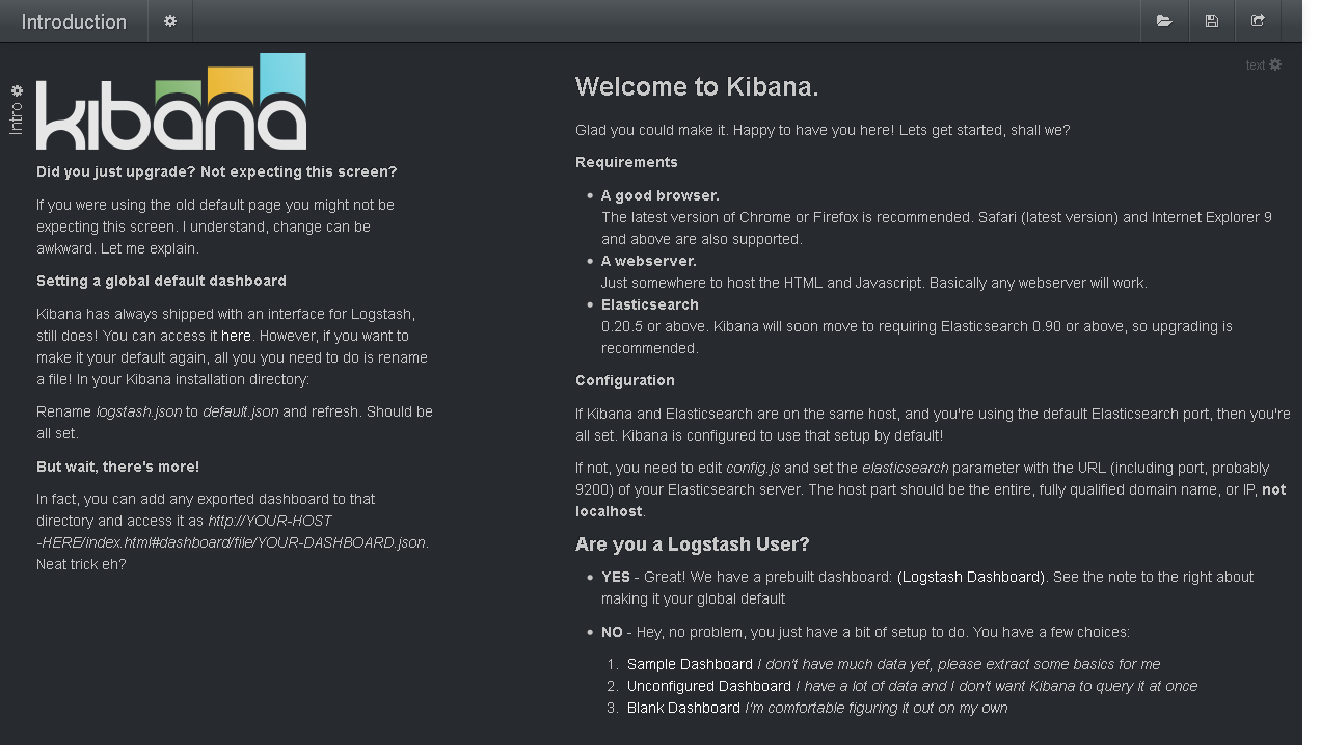 Introduction
text
Intro
kibana
Did you just upgrade? Not expecting this screen?
If you were using the old default page you might not be
expecting this screen. I understand, change can be
awkward. Let me explain.
Setting a global default dashboard
Kibana has always shipped with an interface for Logstash,
still does! You can access it here. However, if you want to
make it your default again, all you you need to do is rename
a file! In your Kibana installation directory:
Rename logstash.json to default.json and refresh. Should be
all set.
But wait, there's more!
In fact, you can add any exported dashboard to that
directory and access it as http://YOUR-HOST
-HERE/index.html#dashboard/file/YOUR-DASHBOARD.json.
Neat trick eh?
Welcome to Kibana.
Glad you could make it. Happy to have you here! Lets get started, shall we?
Requirements
• A good browser.
The latest version of Chrome or Firefox is recommended. Safari (latest version) and Internet Explorer 9
and above are also supported.
• A webserver.
Just somewhere to host the HTML and Javascript. Basically any webserver will work.
• Elasticsearch
0.20.5 or above. Kibana will soon move to requiring Elasticsearch 0.90 or above, so upgrading is
recommended.
Configuration
If Kibana and Elasticsearch are on the same host, and you're using the default Elasticsearch port, then you're
all set. Kibana is configured to use that setup by default!
If not, you need to edit config.js and set the elasticsearch parameter with the URL (including port, probably
9200) of your Elasticsearch server. The host part should be the entire, fully qualified domain name, or IP, not
localhost.
Are you a Logstash User?
• YES - Great! We have a prebuilt dashboard: (Logstash Dashboard). See the note to the right about
making it your global default
• NO - Hey, no problem, you just have a bit of setup to do. You have a few choices:
1. Sample Dashboard I don't have much data yet, please extract some basics for me
2. Unconfigured Dashboard I have a lot of data and I don't want Kibana to query it at once
3. Blank Dashboard I'm comfortable figuring it out on my own